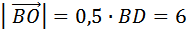 |BO⃗| = 0,5 · BD = 6